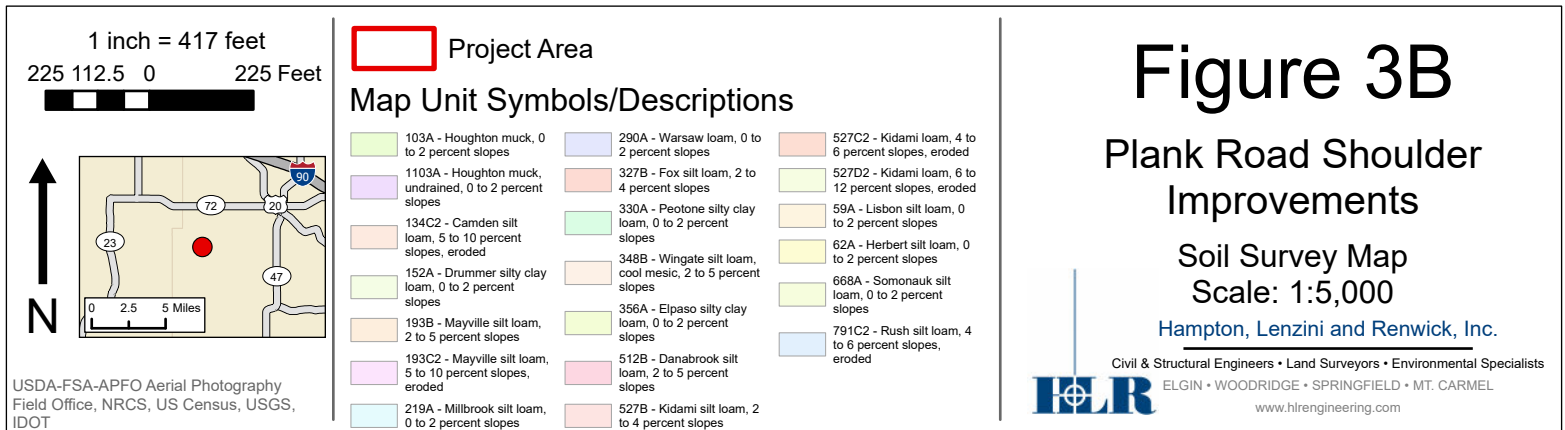 1 inch = 417 feet
225 112.5 0 225 Feet
90
72
20
23
47
0 2.5 5 Miles
N
USDA-FSA-APFO Aerial Photography
Field Office, NRCS, US Census, USGS,
IDOT
Project Area
Map Unit Symbols/Descriptions
103A - Houghton muck, 0
to 2 percent slopes
1103A - Houghton muck,
undrained, 0 to 2 percent
slopes
134C2 - Camden silt
loam, 5 to 10 percent
slopes, eroded
152A - Drummer silty clay
loam, 0 to 2 percent
slopes
193B - Mayville silt loam,
2 to 5 percent slopes
193C2 - Mayville silt loam,
5 to 10 percent slopes,
eroded
219A - Millbrook silt loam,
0 to 2 percent slopes
290A - Warsaw loam, 0 to
2 percent slopes
327B - Fox silt loam, 2 to
4 percent slopes
330A - Peotone silty clay
loam, 0 to 2 percent
slopes
348B - Wingate silt loam,
cool mesic, 2 to 5 percent
slopes
356A - Elpaso silty clay
loam, 0 to 2 percent
slopes
512B - Danabrook silt
loam, 2 to 5 percent
slopes
527B - Kidami silt loam, 2
to 4 percent slopes
527C2 - Kidami loam, 4 to
6 percent slopes, eroded
527D2 - Kidami loam, 6 to
12 percent slopes, eroded
59A - Lisbon silt loam, 0
to 2 percent slopes
62A - Herbert silt loam, 0
to 2 percent slopes
668A - Somonauk silt
loam, 0 to 2 percent
slopes
791C2 - Rush silt loam, 4
to 6 percent slopes,
eroded
Figure 3B
Plank Road Shoulder
Improvements
Soil Survey Map
Scale: 1:5,000
Hampton, Lenzini and Renwick, Inc.
Civil & Structural Engineers • Land Surveyors • Environmental Specialists
ELGIN • WOODRIDGE • SPRINGFIELD • MT. CARMEL
www.hlrengineering.com
HLR